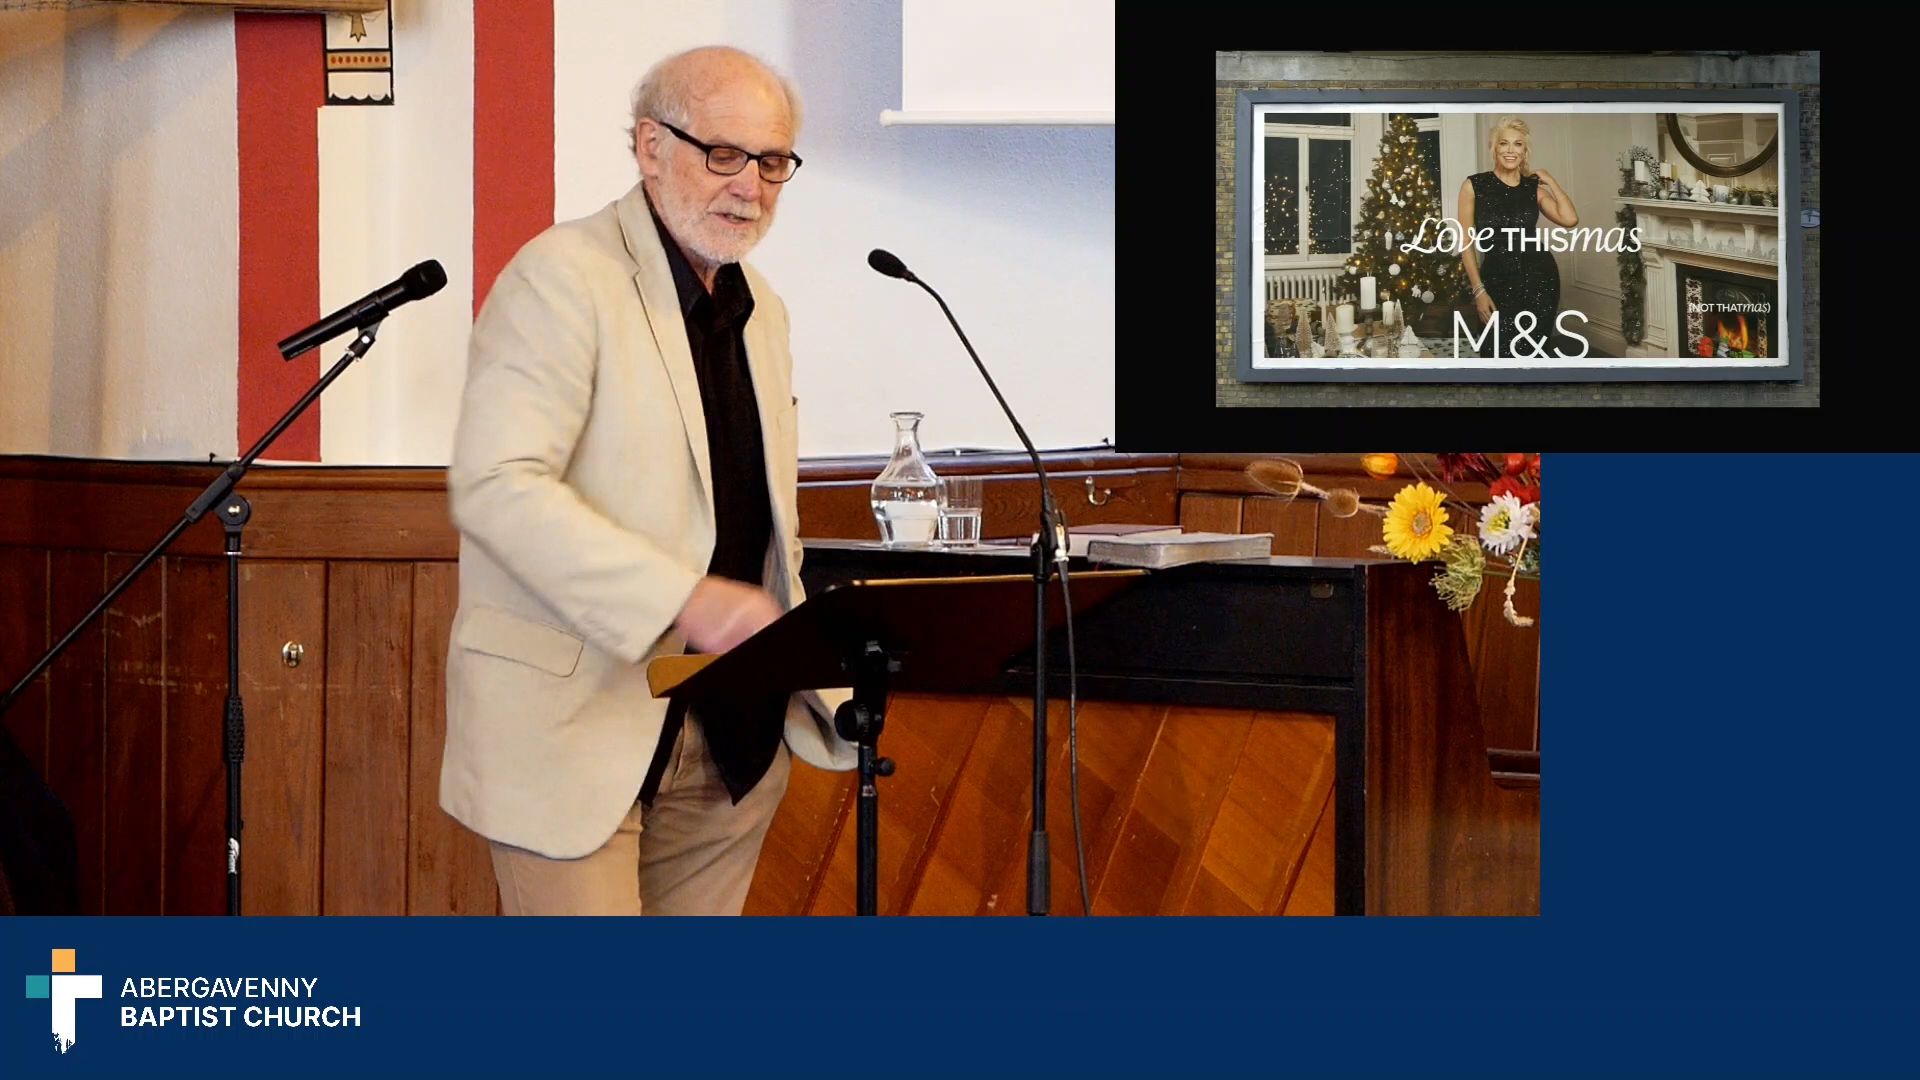 Love THISmas
(NOT THATmas)
M&S
ABERGAVENNY
BAPTIST CHURCH